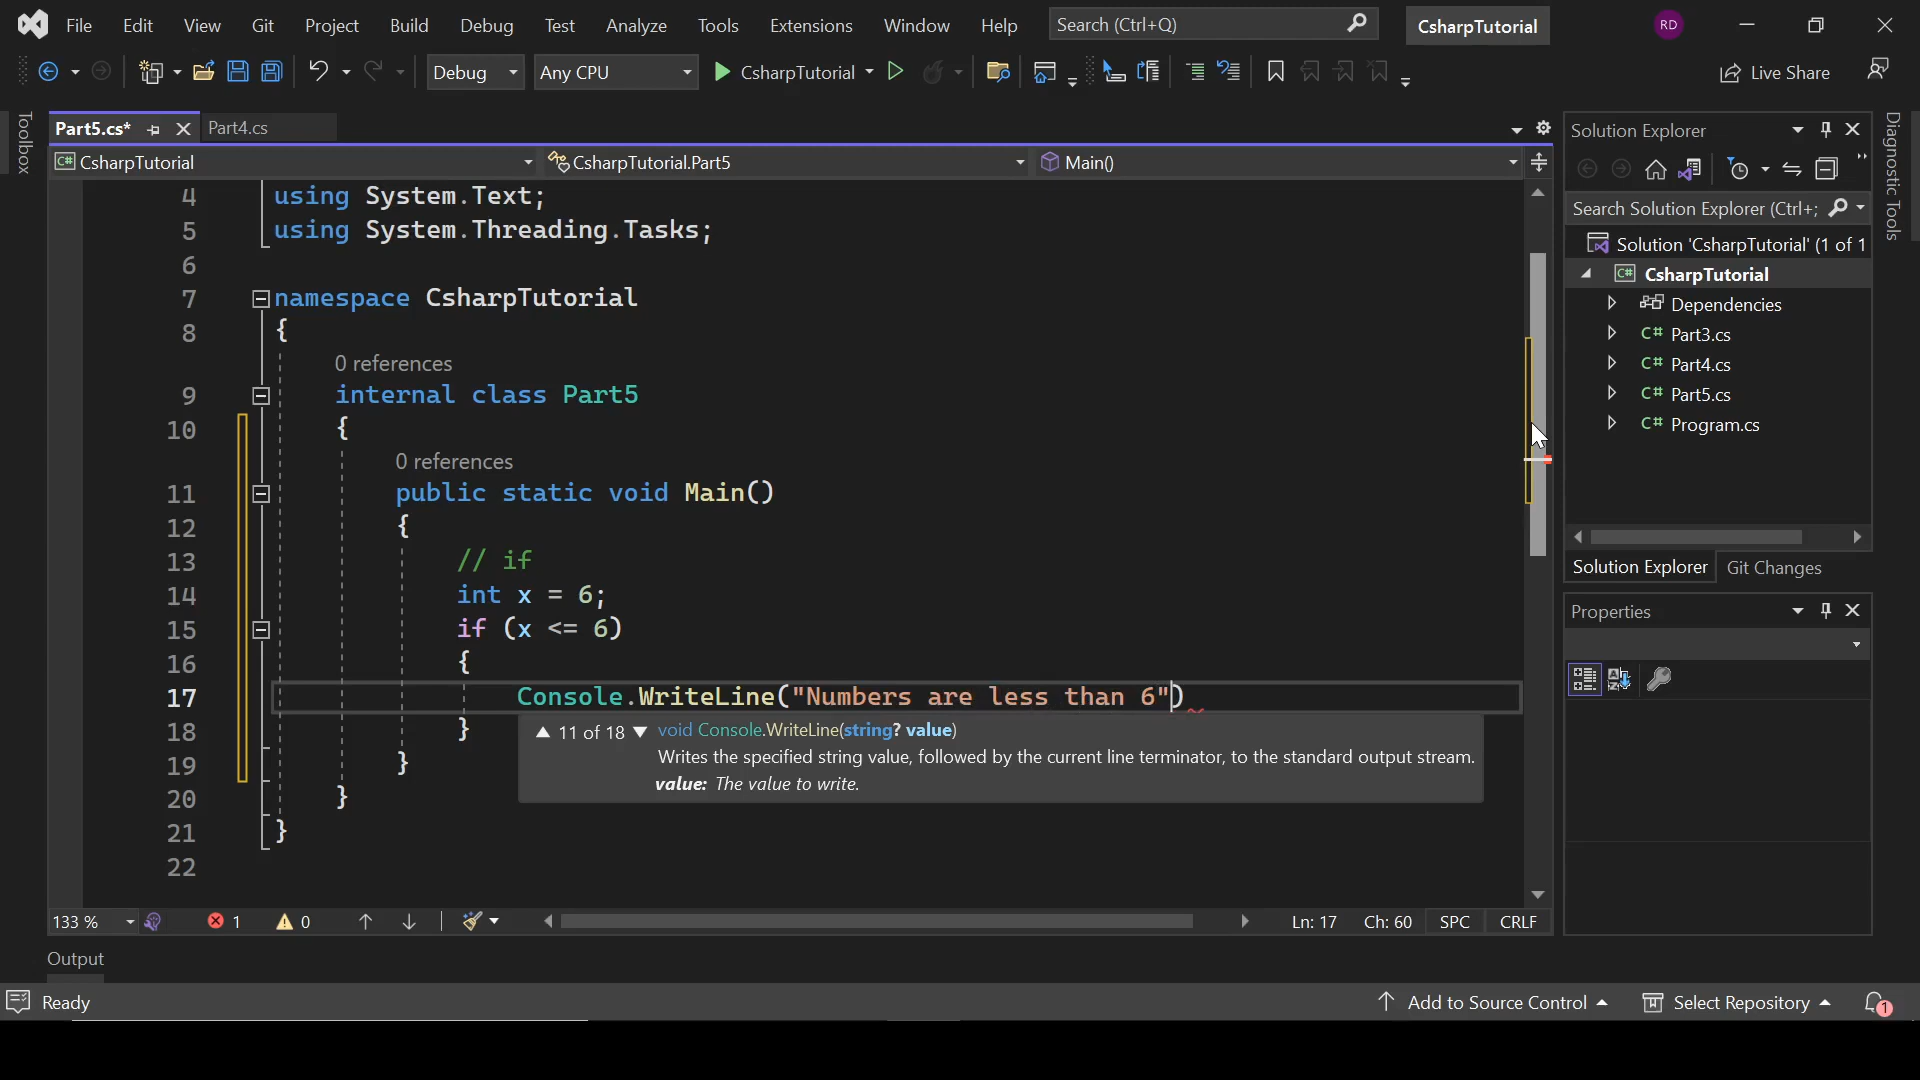 File Edit View Git Project Build Debug Test Analyze Tools Extensions Window Help Search (Ctrl+Q) CsharpTutorial RD
Debug Any CPU CsharpTutorial Live Share
Toolbox
Part5.cs* Part4.cs
C# CsharpTutorial CsharpTutorial.Part5 Main()
4 using System.Text;
5 using System.Threading.Tasks;
6
7 namespace CsharpTutorial
8 {
0 references
9 internal class Part5
10 {
0 references
11 public static void Main()
12 {
13 // if
14 int x = 6;
15 if (x <= 6)
16 {
17 Console.WriteLine("Numbers are less than 6")
18 }
19 }
20 }
21 }
22
11 of 18 void Console.WriteLine(string? value)
Writes the specified string value, followed by the current line terminator, to the standard output stream.
value: The value to write.
133 % 1 0 Ln: 17 Ch: 60 SPC CRLF
Output
Solution Explorer
Search Solution Explorer (Ctrl+;
Solution 'CsharpTutorial' (1 of 1
C# CsharpTutorial
Dependencies
C# Part3.cs
C# Part4.cs
C# Part5.cs
C# Program.cs
Solution Explorer Git Changes
Properties
Diagnostic Tools
Ready Add to Source Control Select Repository 1